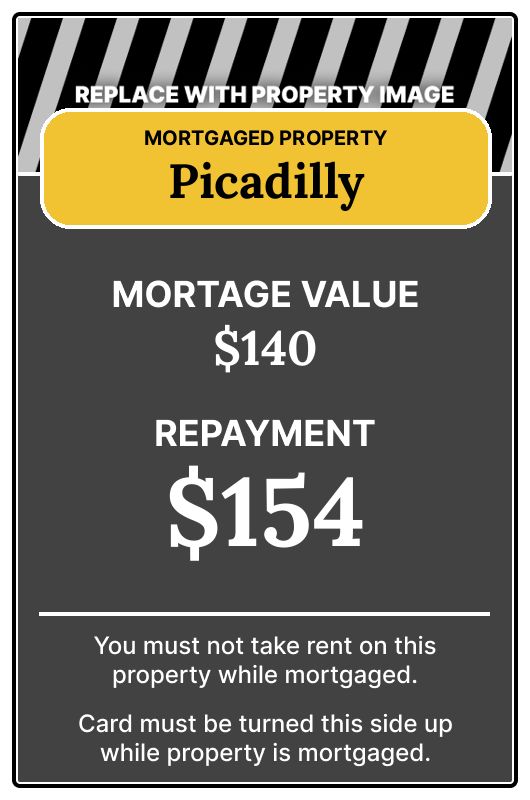 REPLACE WITH PROPERTY IMAGE
MORTGAGED PROPERTY
Picadilly
MORTAGE VALUE
$140
REPAYMENT
$154
You must not take rent on this
property while mortgaged.
Card must be turned this side up
while property is mortgaged.